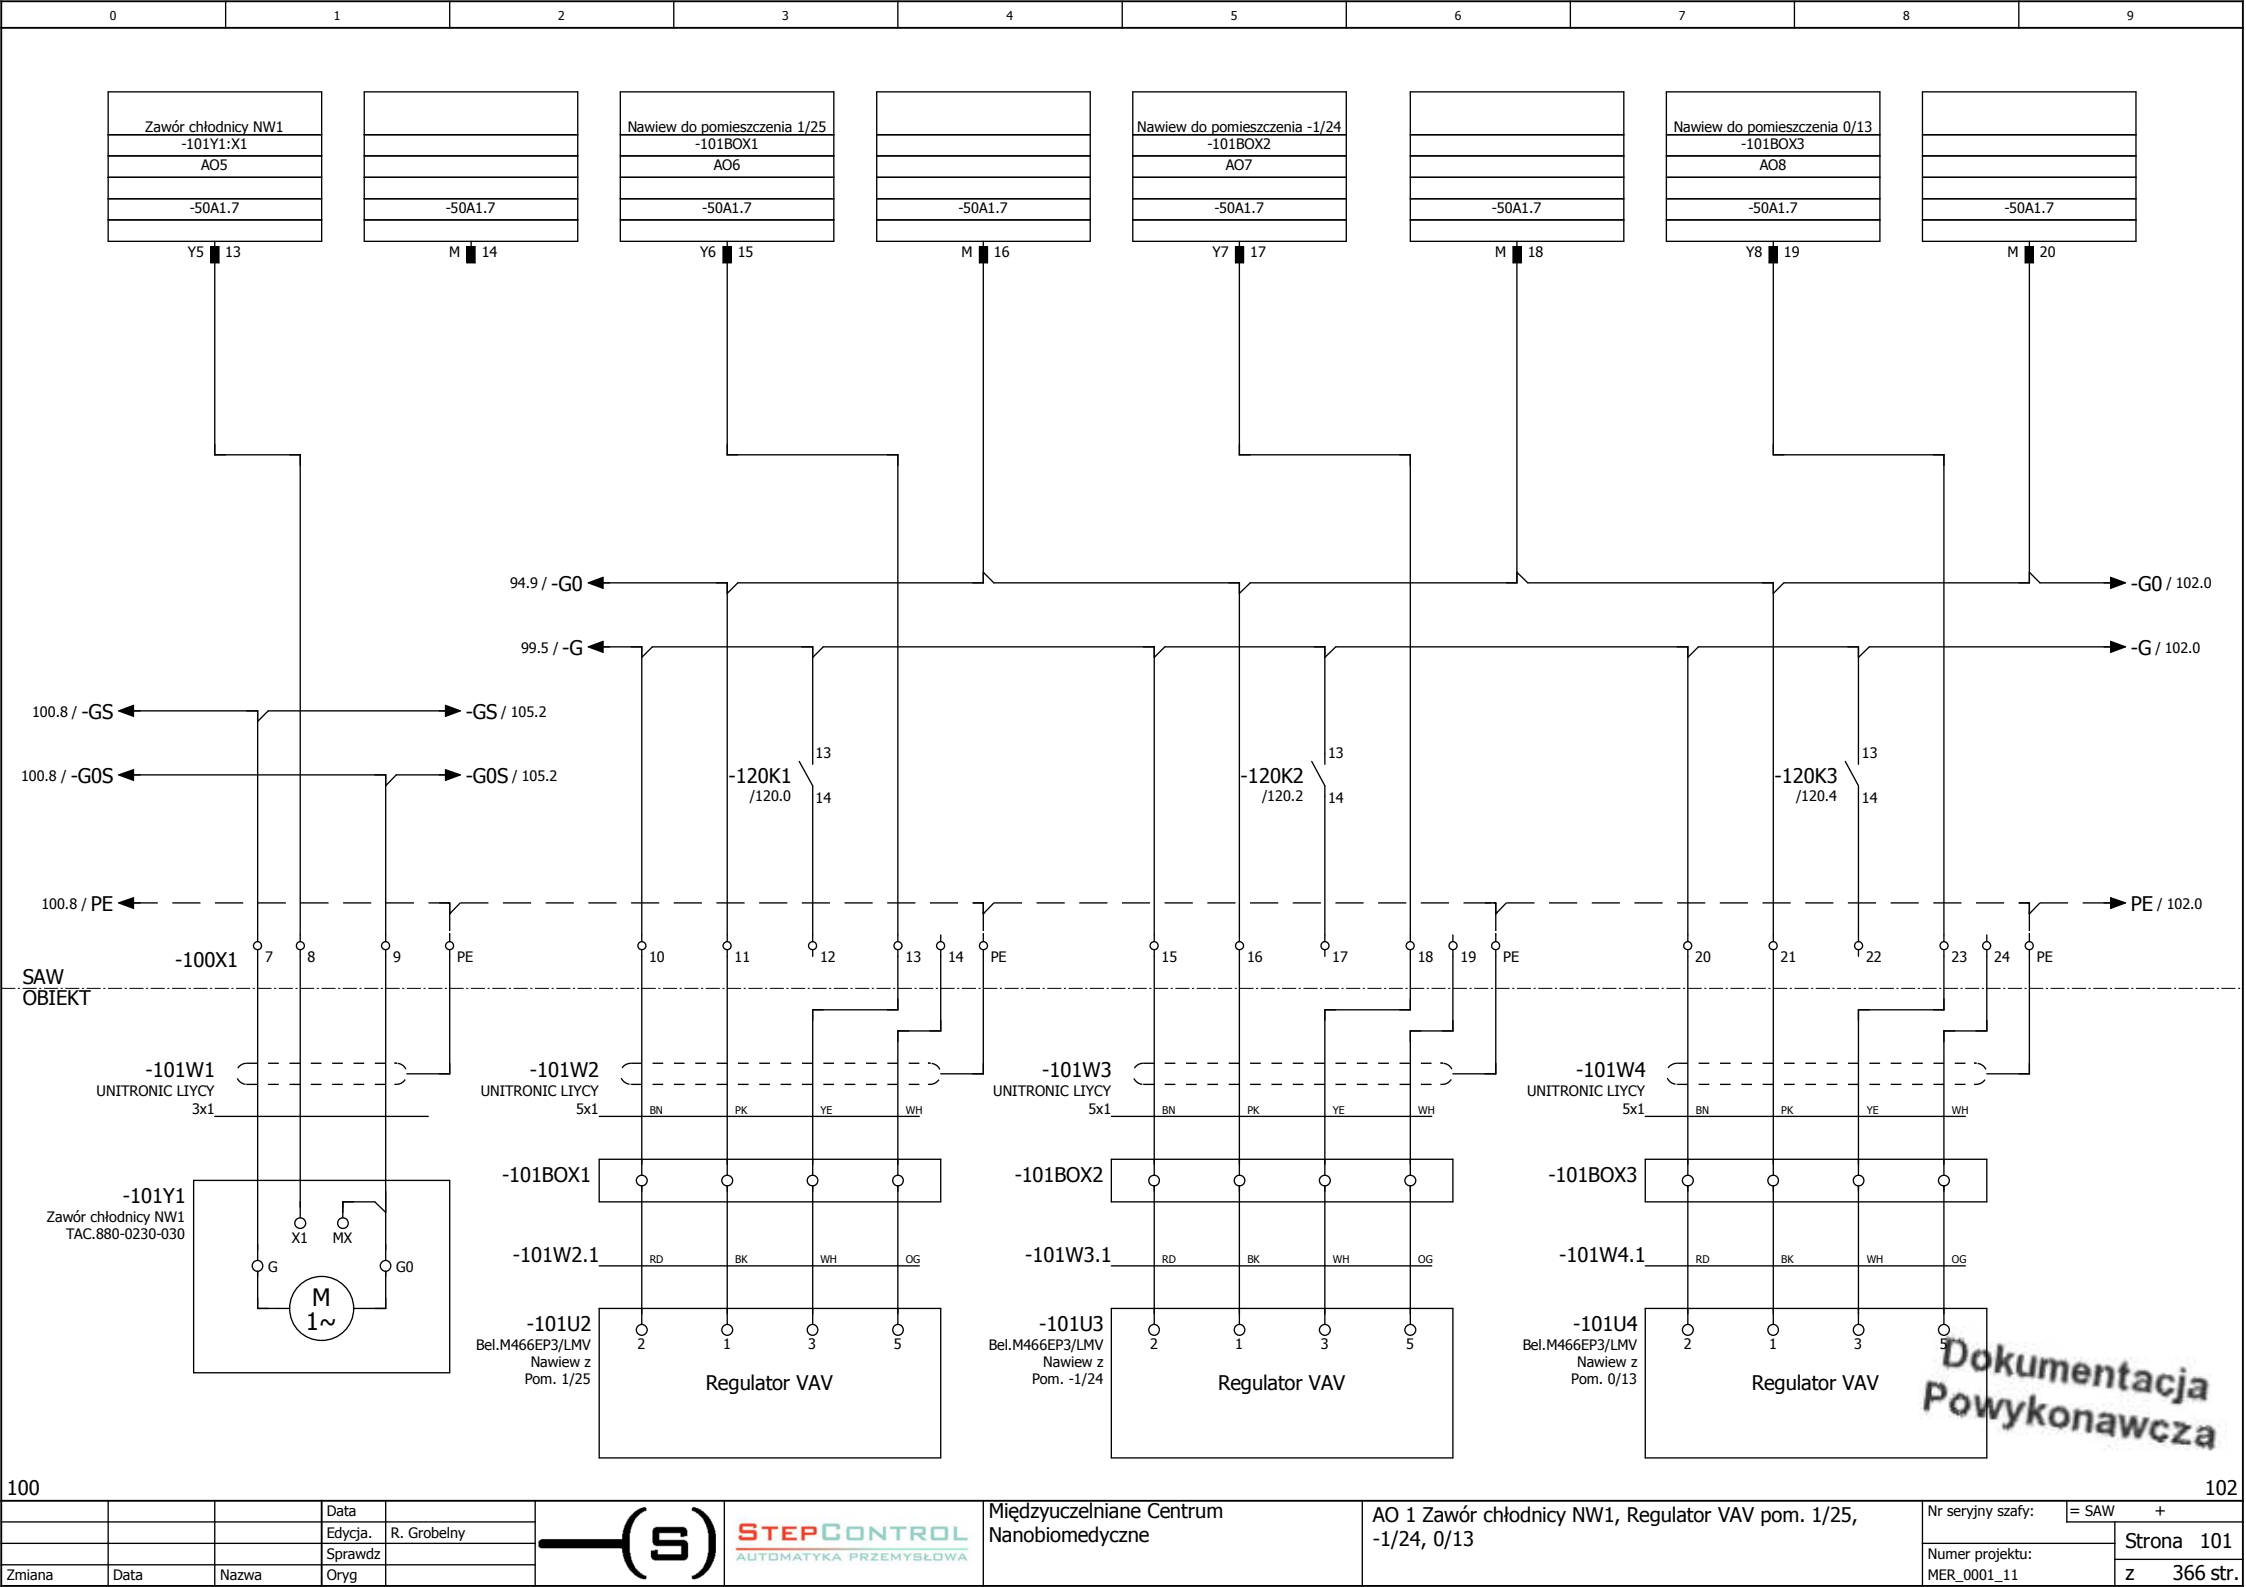 0 1 2 3 4 5 6 7 8 9
Zawór chłodnicy NW1
-101Y1:X1
AO5
-50A1.7
Y5 13
-50A1.7
M 14
Nawiew do pomieszczenia 1/25
-101BOX1
AO6
-50A1.7
Y6 15
-50A1.7
M 16
Nawiew do pomieszczenia -1/24
-101BOX2
AO7
-50A1.7
Y7 17
-50A1.7
M 18
Nawiew do pomieszczenia 0/13
-101BOX3
AO8
-50A1.7
Y8 19
-50A1.7
M 20
94.9 / -G0
-G0 / 102.0
99.5 / -G
-G / 102.0
100.8 / -GS
-GS / 105.2
100.8 / -G0S
-G0S / 105.2
13
-120K1
/120.0
14
13
-120K2
/120.2
14
13
-120K3
/120.4
14
100.8 / PE
PE / 102.0
-100X1 7 8 9 PE 10 11 12 13 14 PE 15 16 17 18 19 PE 20 21 22 23 24 PE
SAW
OBIEKT
-101W1
UNITRONIC LIYCY
3x1
-101W2
UNITRONIC LIYCY
5x1 BN PK YE WH
-101W3
UNITRONIC LIYCY
5x1 BN PK YE WH
-101W4
UNITRONIC LIYCY
5x1 BN PK YE WH
-101BOX1
-101BOX2
-101BOX3
-101Y1
Zawór chłodnicy NW1
TAC.880-0230-030
X1 MX
G G0
M
1~
-101W2.1 RD BK WH OG
-101W3.1 RD BK WH OG
-101W4.1 RD BK WH OG
-101U2
Bel.M466EP3/LMV
Nawiew z
Pom. 1/25
2 1 3 5
Regulator VAV
-101U3
Bel.M466EP3/LMV
Nawiew z
Pom. -1/24
2 1 3 5
Regulator VAV
-101U4
Bel.M466EP3/LMV
Nawiew z
Pom. 0/13
2 1 3 5
Regulator VAV
Dokumentacja
Powykonawcza
100
102
Data
Edycja. R. Grobelny
Sprawdz
Zmiana Data Nazwa Oryg
(S)
STEPCONTROL
AUTOMATYKA PRZEMYSŁOWA
Międzyuczelniane Centrum
Nanobiomedyczne
AO 1 Zawór chłodnicy NW1, Regulator VAV pom. 1/25,
-1/24, 0/13
Nr seryjny szafy:
= SAW +
Numer projektu:
MER_0001_11
Strona 101
z 366 str.